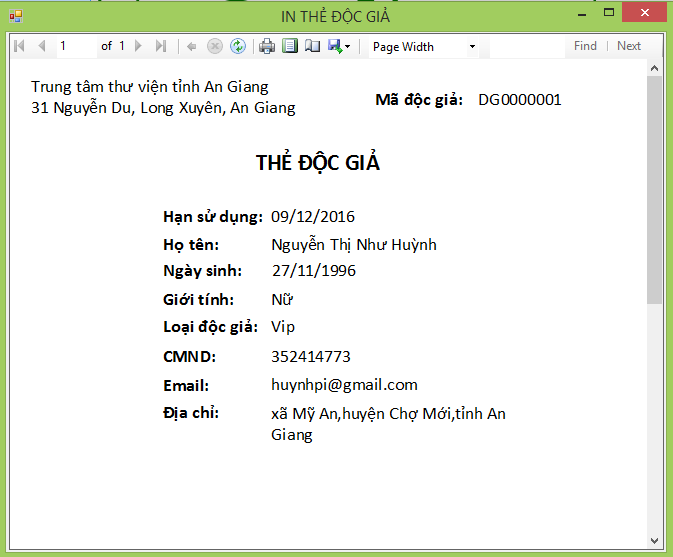 IN THẺ ĐỘC GIẢ
1 of 1 Page Width Find | Next
Trung tâm thư viện tỉnh An Giang
31 Nguyễn Du, Long Xuyên, An Giang
Mã độc giả: DG0000001
THẺ ĐỘC GIẢ
Hạn sử dụng: 09/12/2016
Họ tên: Nguyễn Thị Như Huỳnh
Ngày sinh: 27/11/1996
Giới tính: Nữ
Loại độc giả: Vip
CMND: 352414773
Email: huynhpi@gmail.com
Địa chỉ: xã Mỹ An,huyện Chợ Mới,tỉnh An
Giang